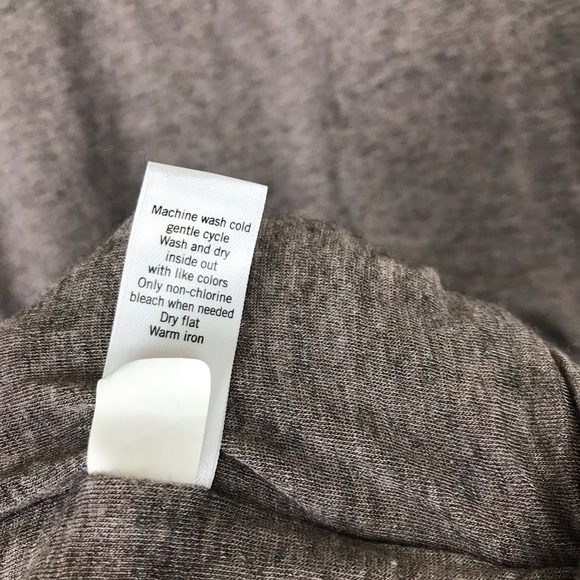 Machine wash cold
gentle cycle
Wash and dry
inside out
with like colors
Only non-chlorine
bleach when needed
Dry flat
Warm iron